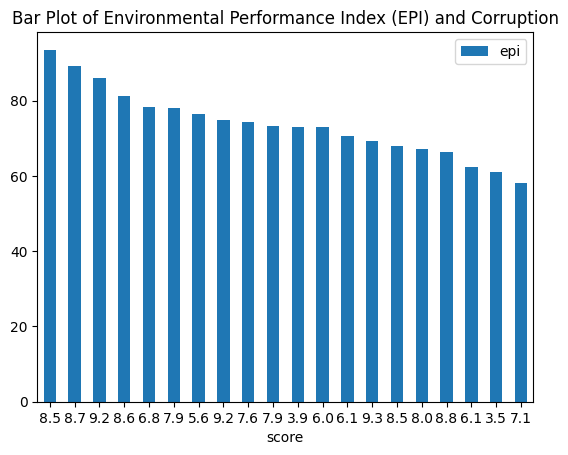 Bar Plot of Environmental Performance Index (EPI) and Corruption
epi
80
60
40
20
0
8.5 8.7 9.2 8.6 6.8 7.9 5.6 9.2 7.6 7.9 3.9 6.0 6.1 9.3 8.5 8.0 8.8 6.1 3.5 7.1
score